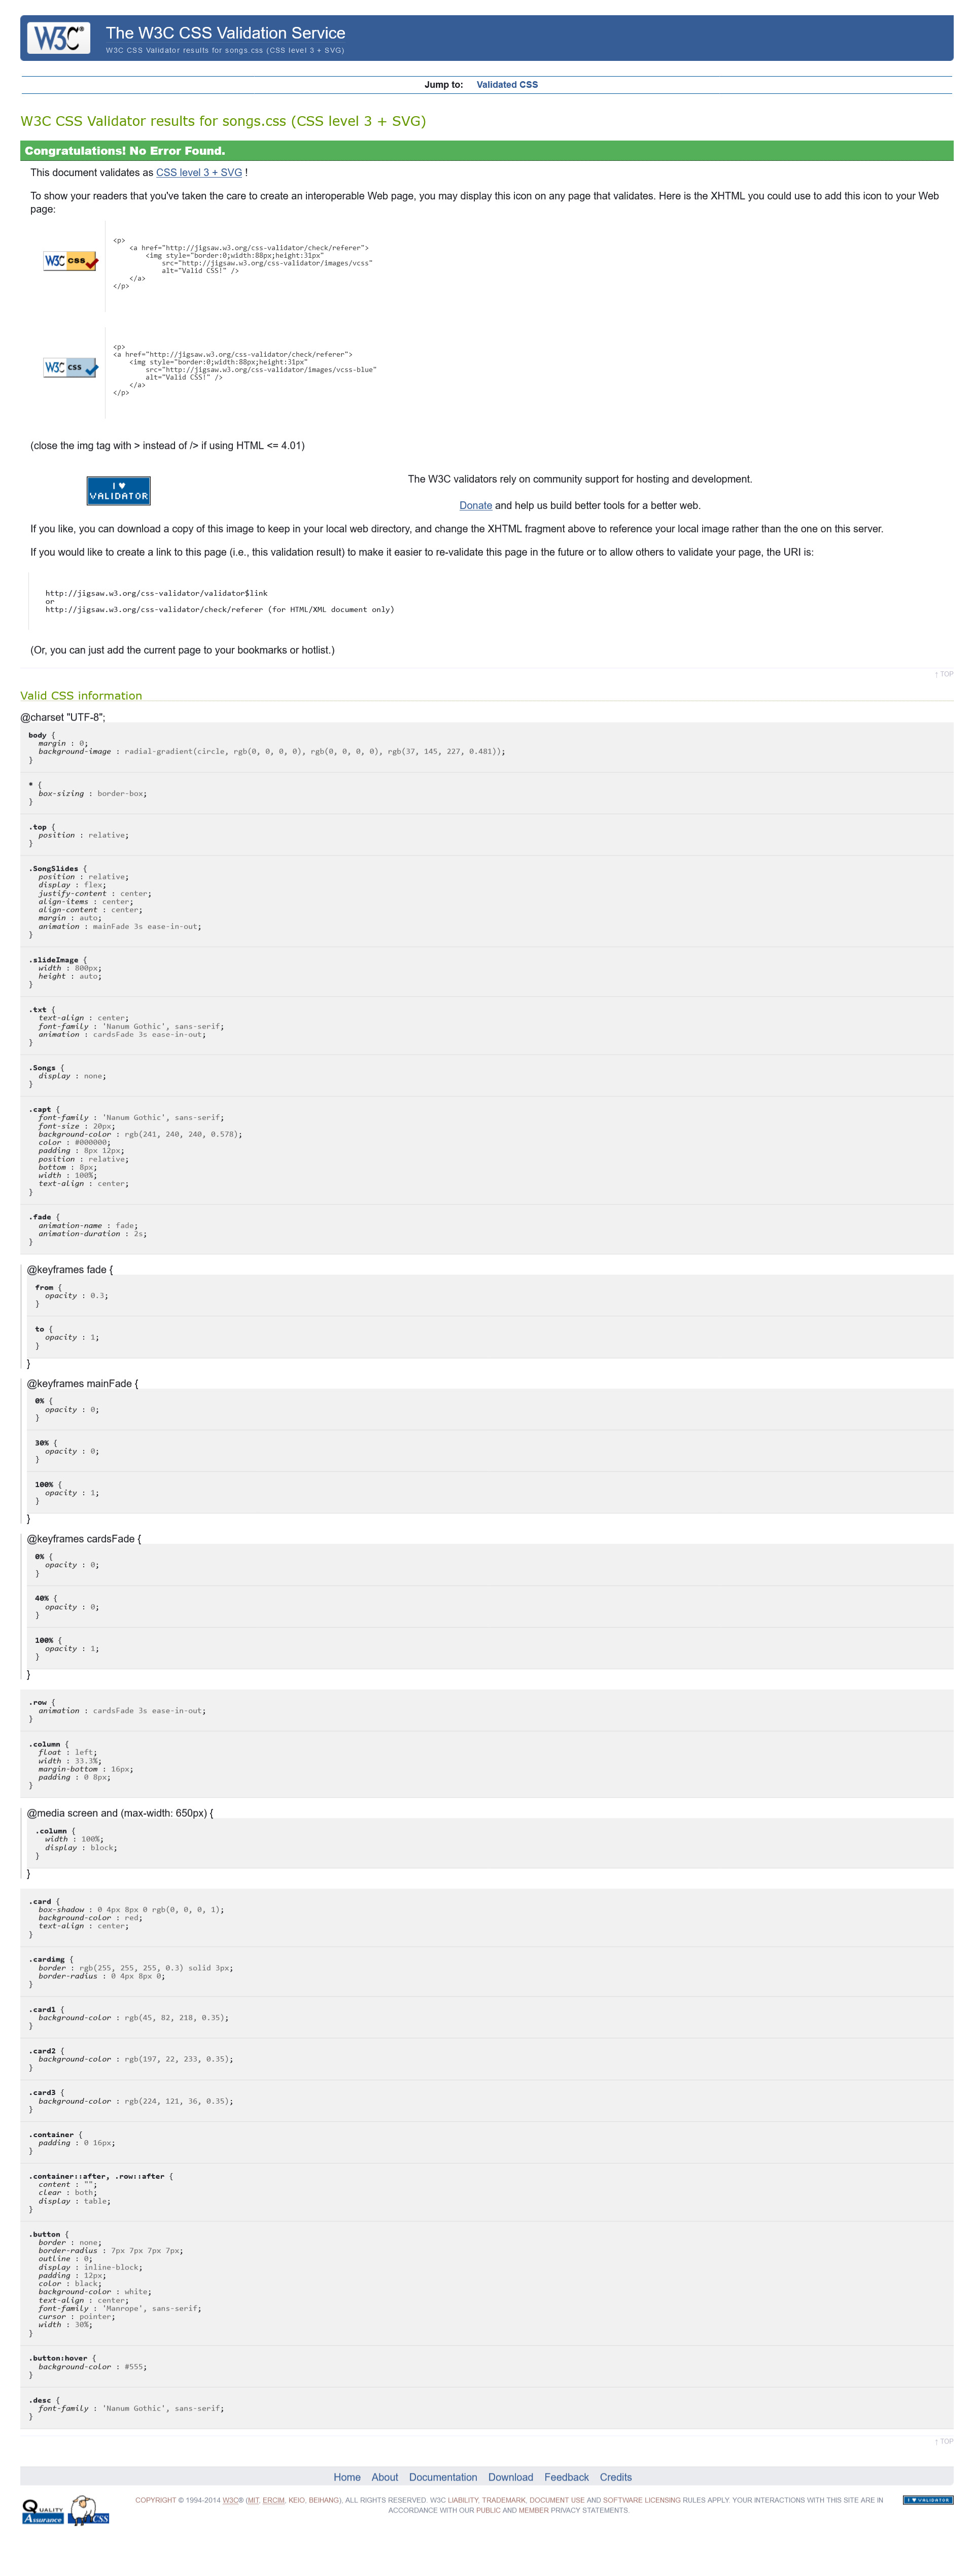 W3C®
The W3C CSS Validation Service
W3C CSS Validator results for songs.css (CSS level 3 + SVG)
Jump to: Validated CSS
W3C CSS Validator results for songs.css (CSS level 3 + SVG)
Congratulations! No Error Found.
This document validates as CSS level 3 + SVG !
To show your readers that you've taken the care to create an interoperable Web page, you may display this icon on any page that validates. Here is the XHTML you could use to add this icon to your Web
page:
W3C css
<p>
<a href="http://jigsaw.w3.org/css-validator/check/referer">
<img style="border:0;width:88px;height:31px"
src="http://jigsaw.w3.org/css-validator/images/vcss"
alt="Valid CSS!" />
</a>
</p>
W3C css
<p>
<a href="http://jigsaw.w3.org/css-validator/check/referer">
<img style="border:0;width:88px;height:31px"
src="http://jigsaw.w3.org/css-validator/images/vcss-blue"
alt="Valid CSS!" />
</a>
</p>
(close the img tag with > instead of /> if using HTML <= 4.01)
I ♥
VALIDATOR
The W3C validators rely on community support for hosting and development.
Donate and help us build better tools for a better web.
If you like, you can download a copy of this image to keep in your local web directory, and change the XHTML fragment above to reference your local image rather than the one on this server.
If you would like to create a link to this page (i.e., this validation result) to make it easier to re-validate this page in the future or to allow others to validate your page, the URI is:
http://jigsaw.w3.org/css-validator/validator$link
or
http://jigsaw.w3.org/css-validator/check/referer (for HTML/XML document only)
(Or, you can just add the current page to your bookmarks or hotlist.)
↑ TOP
Valid CSS information
@charset "UTF-8";
body {
margin : 0;
background-image : radial-gradient(circle, rgb(0, 0, 0, 0), rgb(0, 0, 0, 0), rgb(37, 145, 227, 0.481));
}
* {
box-sizing : border-box;
}
.top {
position : relative;
}
.SongSlides {
position : relative;
display : flex;
justify-content : center;
align-items : center;
align-content : center;
margin : auto;
animation : mainFade 3s ease-in-out;
}
.slideImage {
width : 800px;
height : auto;
}
.txt {
text-align : center;
font-family : 'Nanum Gothic', sans-serif;
animation : cardsFade 3s ease-in-out;
}
.Songs {
display : none;
}
.capt {
font-family : 'Nanum Gothic', sans-serif;
font-size : 20px;
background-color : rgb(241, 240, 240, 0.578);
color : #000000;
padding : 8px 12px;
position : relative;
bottom : 8px;
width : 100%;
text-align : center;
}
.fade {
animation-name : fade;
animation-duration : 2s;
}
@keyframes fade {
from {
opacity : 0.3;
}
to {
opacity : 1;
}
}
@keyframes mainFade {
0% {
opacity : 0;
}
30% {
opacity : 0;
}
100% {
opacity : 1;
}
}
@keyframes cardsFade {
0% {
opacity : 0;
}
40% {
opacity : 0;
}
100% {
opacity : 1;
}
}
.row {
animation : cardsFade 3s ease-in-out;
}
.column {
float : left;
width : 33.3%;
margin-bottom : 16px;
padding : 0 8px;
}
@media screen and (max-width: 650px) {
.column {
width : 100%;
display : block;
}
}
.card {
box-shadow : 0 4px 8px 0 rgb(0, 0, 0, 1);
background-color : red;
text-align : center;
}
.cardimg {
border : rgb(255, 255, 255, 0.3) solid 3px;
border-radius : 0 4px 8px 0;
}
.card1 {
background-color : rgb(45, 82, 218, 0.35);
}
.card2 {
background-color : rgb(197, 22, 233, 0.35);
}
.card3 {
background-color : rgb(224, 121, 36, 0.35);
}
.container {
padding : 0 16px;
}
.container::after, .row::after {
content : "";
clear : both;
display : table;
}
.button {
border : none;
border-radius : 7px 7px 7px 7px;
outline : 0;
display : inline-block;
padding : 12px;
color : black;
background-color : white;
text-align : center;
font-family : 'Manrope', sans-serif;
cursor : pointer;
width : 30%;
}
.button:hover {
background-color : #555;
}
.desc {
font-family : 'Nanum Gothic', sans-serif;
}
↑ TOP
Home About Documentation Download Feedback Credits
QUALITY
Assurance
CSS
COPYRIGHT © 1994-2014 W3C® (MIT, ERCIM, KEIO, BEIHANG), ALL RIGHTS RESERVED. W3C LIABILITY, TRADEMARK, DOCUMENT USE AND SOFTWARE LICENSING RULES APPLY. YOUR INTERACTIONS WITH THIS SITE ARE IN
ACCORDANCE WITH OUR PUBLIC AND MEMBER PRIVACY STATEMENTS.
I ♥ VALIDATOR